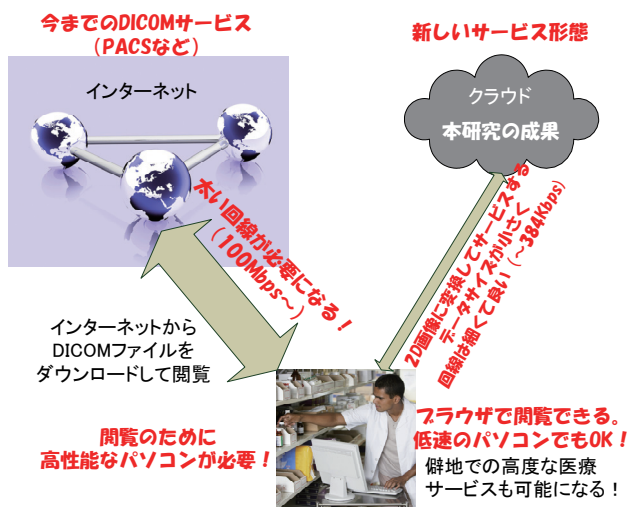 今までのDICOMサービス
（PACSなど）
インターネット
太い回線が必要になる！
（100Mbps～）
インターネットから
DICOMファイルを
ダウンロードして閲覧
閲覧のために
高性能なパソコンが必要！
新しいサービス形態
クラウド
本研究の成果
2D画像に変換してサービスする
データサイズが小さく
回線は細くて良い（～384Kbps）
ブラウザで閲覧できる。
低速のパソコンでもOK！
僻地での高度な医療
サービスも可能になる！